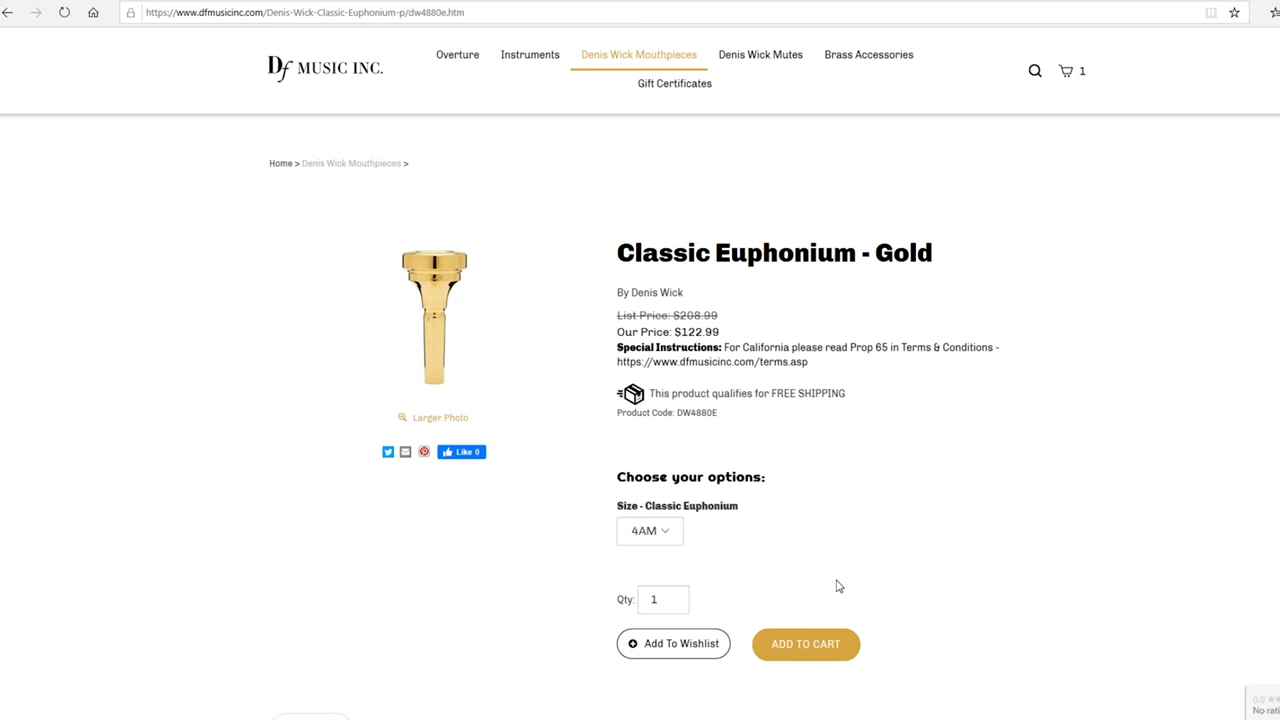 https://www.dfmusicinc.com/Denis-Wick-Classic-Euphonium-p/dw4880e.htm
Df MUSIC INC.
Overture
Instruments
Denis Wick Mouthpieces
Denis Wick Mutes
Brass Accessories
Gift Certificates
1
Home > Denis Wick Mouthpieces >
Classic Euphonium - Gold
By Denis Wick
List Price: $208.99
Our Price: $122.99
Special Instructions: For California please read Prop 65 in Terms & Conditions -
https://www.dfmusicinc.com/terms.asp
This product qualifies for FREE SHIPPING
Product Code: DW4880E
Larger Photo
Like 0
Choose your options:
Size - Classic Euphonium
4AM
Qty: 1
Add To Wishlist
ADD TO CART
0.0
No rati